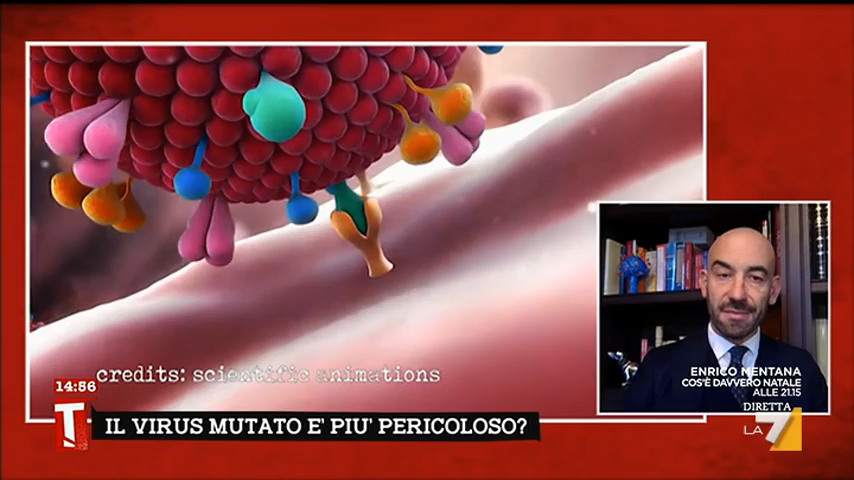 credits: scientific animations
ENRICO MENTANA
COS'È DAVVERO NATALE
ALLE 21.15
DIRETTA
LA 7
14:56
T
IL VIRUS MUTATO E' PIU' PERICOLOSO?